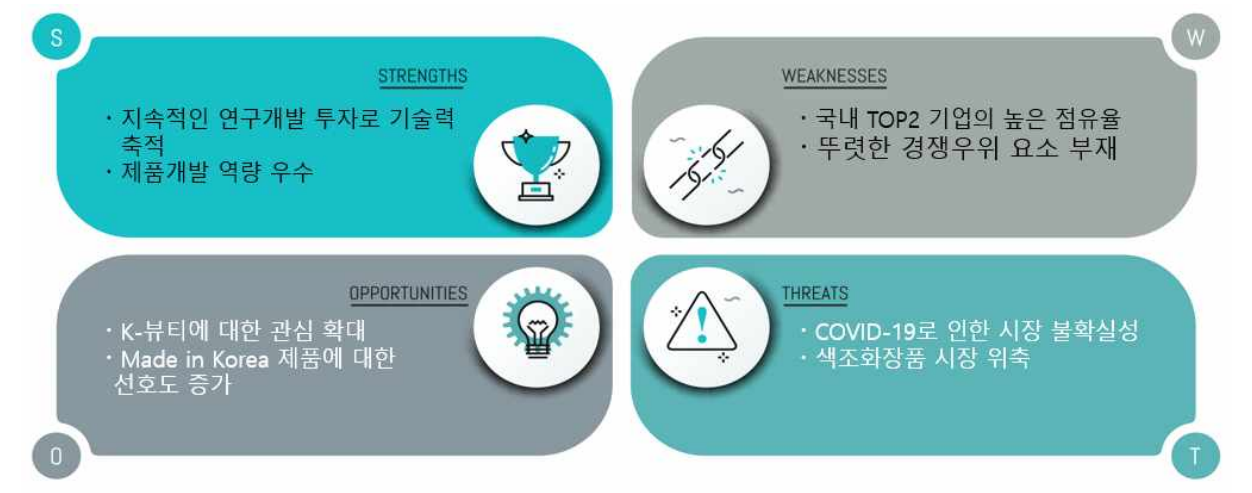 S
STRENGTHS
· 지속적인 연구개발 투자로 기술력
축적
· 제품개발 역량 우수
W
WEAKNESSES
· 국내 TOP2 기업의 높은 점유율
· 뚜렷한 경쟁우위 요소 부재
OPPORTUNITIES
· K-뷰티에 대한 관심 확대
· Made in Korea 제품에 대한
선호도 증가
O
THREATS
· COVID-19로 인한 시장 불확실성
· 색조화장품 시장 위축
T